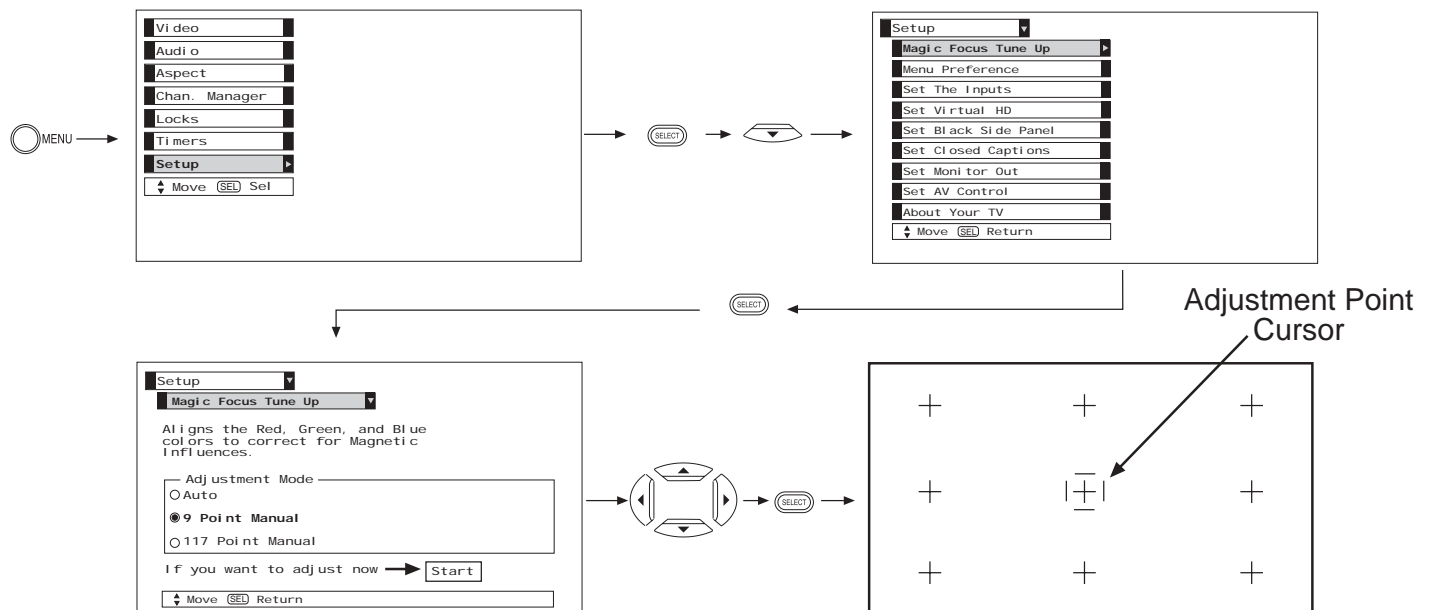 MENU
Video
Audio
Aspect
Chan. Manager
Locks
Timers
Setup
Move SEL Sel
SELECT
Setup
Magic Focus Tune Up
Menu Preference
Set The Inputs
Set Virtual HD
Set Black Side Panel
Set Closed Captions
Set Monitor Out
Set AV Control
About Your TV
Move SEL Return
SELECT
Adjustment Point
Cursor
Setup
Magic Focus Tune Up
Aligns the Red, Green, and Blue
colors to correct for Magnetic
Influences.
Adjustment Mode
Auto
9 Point Manual
117 Point Manual
If you want to adjust now Start
Move SEL Return
SELECT